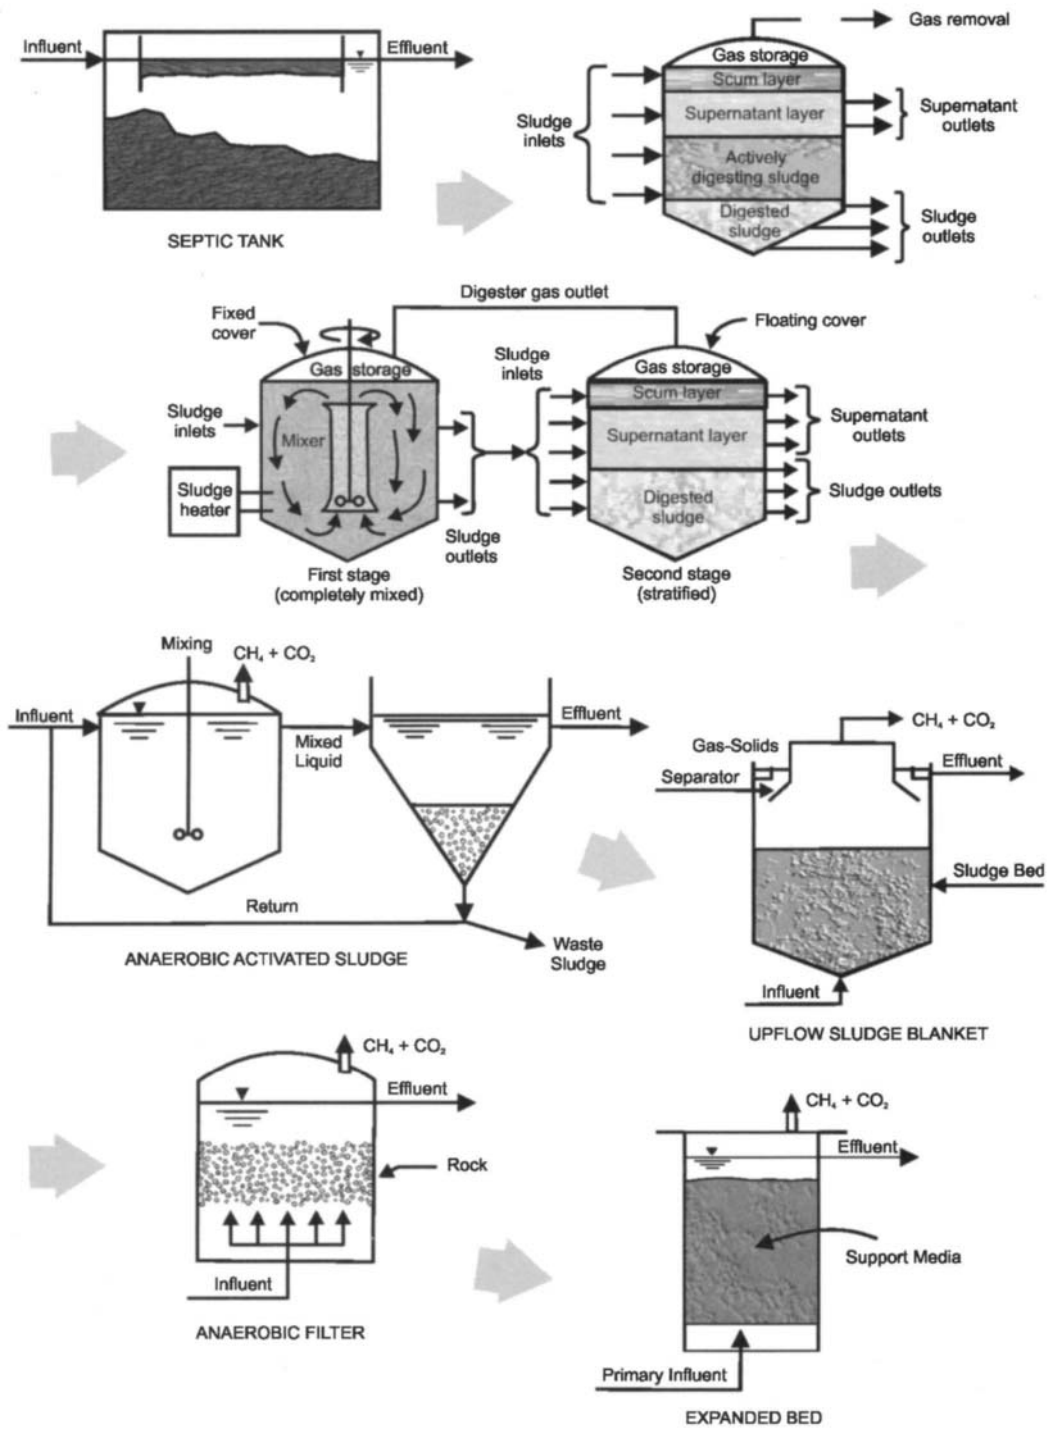 Influent
Effluent
SEPTIC TANK
Gas removal
Gas storage
Scum layer
Supernatant layer
Actively
digesting sludge
Digested
sludge
Sludge
inlets
Supernatant
outlets
Sludge
outlets
Digester gas outlet
Fixed
cover
Floating cover
Gas storage
Sludge
inlets
Mixer
Sludge
heater
Sludge
outlets
First stage
(completely mixed)
Sludge
inlets
Gas storage
Scum layer
Supernatant layer
Digested
sludge
Supernatant
outlets
Sludge outlets
Second stage
(stratified)
Mixing
CH₄ + CO₂
Influent
Mixed
Liquid
Effluent
Return
Waste
Sludge
ANAEROBIC ACTIVATED SLUDGE
CH₄ + CO₂
Gas-Solids
Separator
Effluent
Sludge Bed
Influent
UPFLOW SLUDGE BLANKET
CH₄ + CO₂
Effluent
Rock
Influent
ANAEROBIC FILTER
CH₄ + CO₂
Effluent
Support Media
Primary Influent
EXPANDED BED